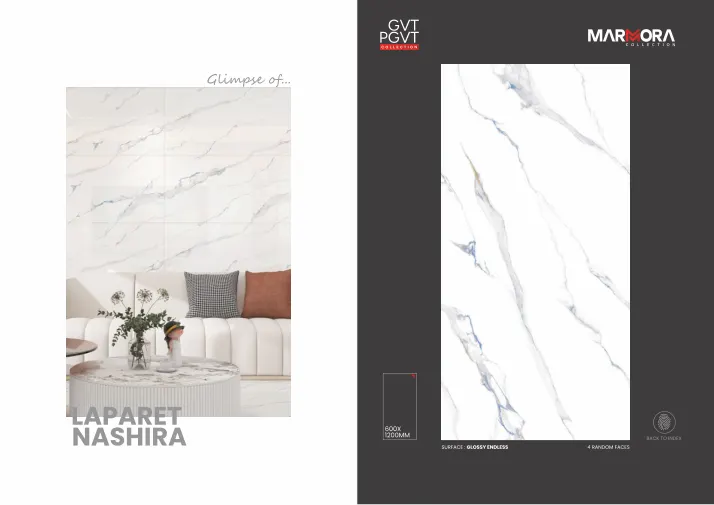 Glimpse of...
LAPARET
NASHIRA
GVT
PGVT
COLLECTION
MARMORA
COLLECTION
600X
1200MM
SURFACE : GLOSSY ENDLESS
4 RANDOM FACES
BACK TO INDEX